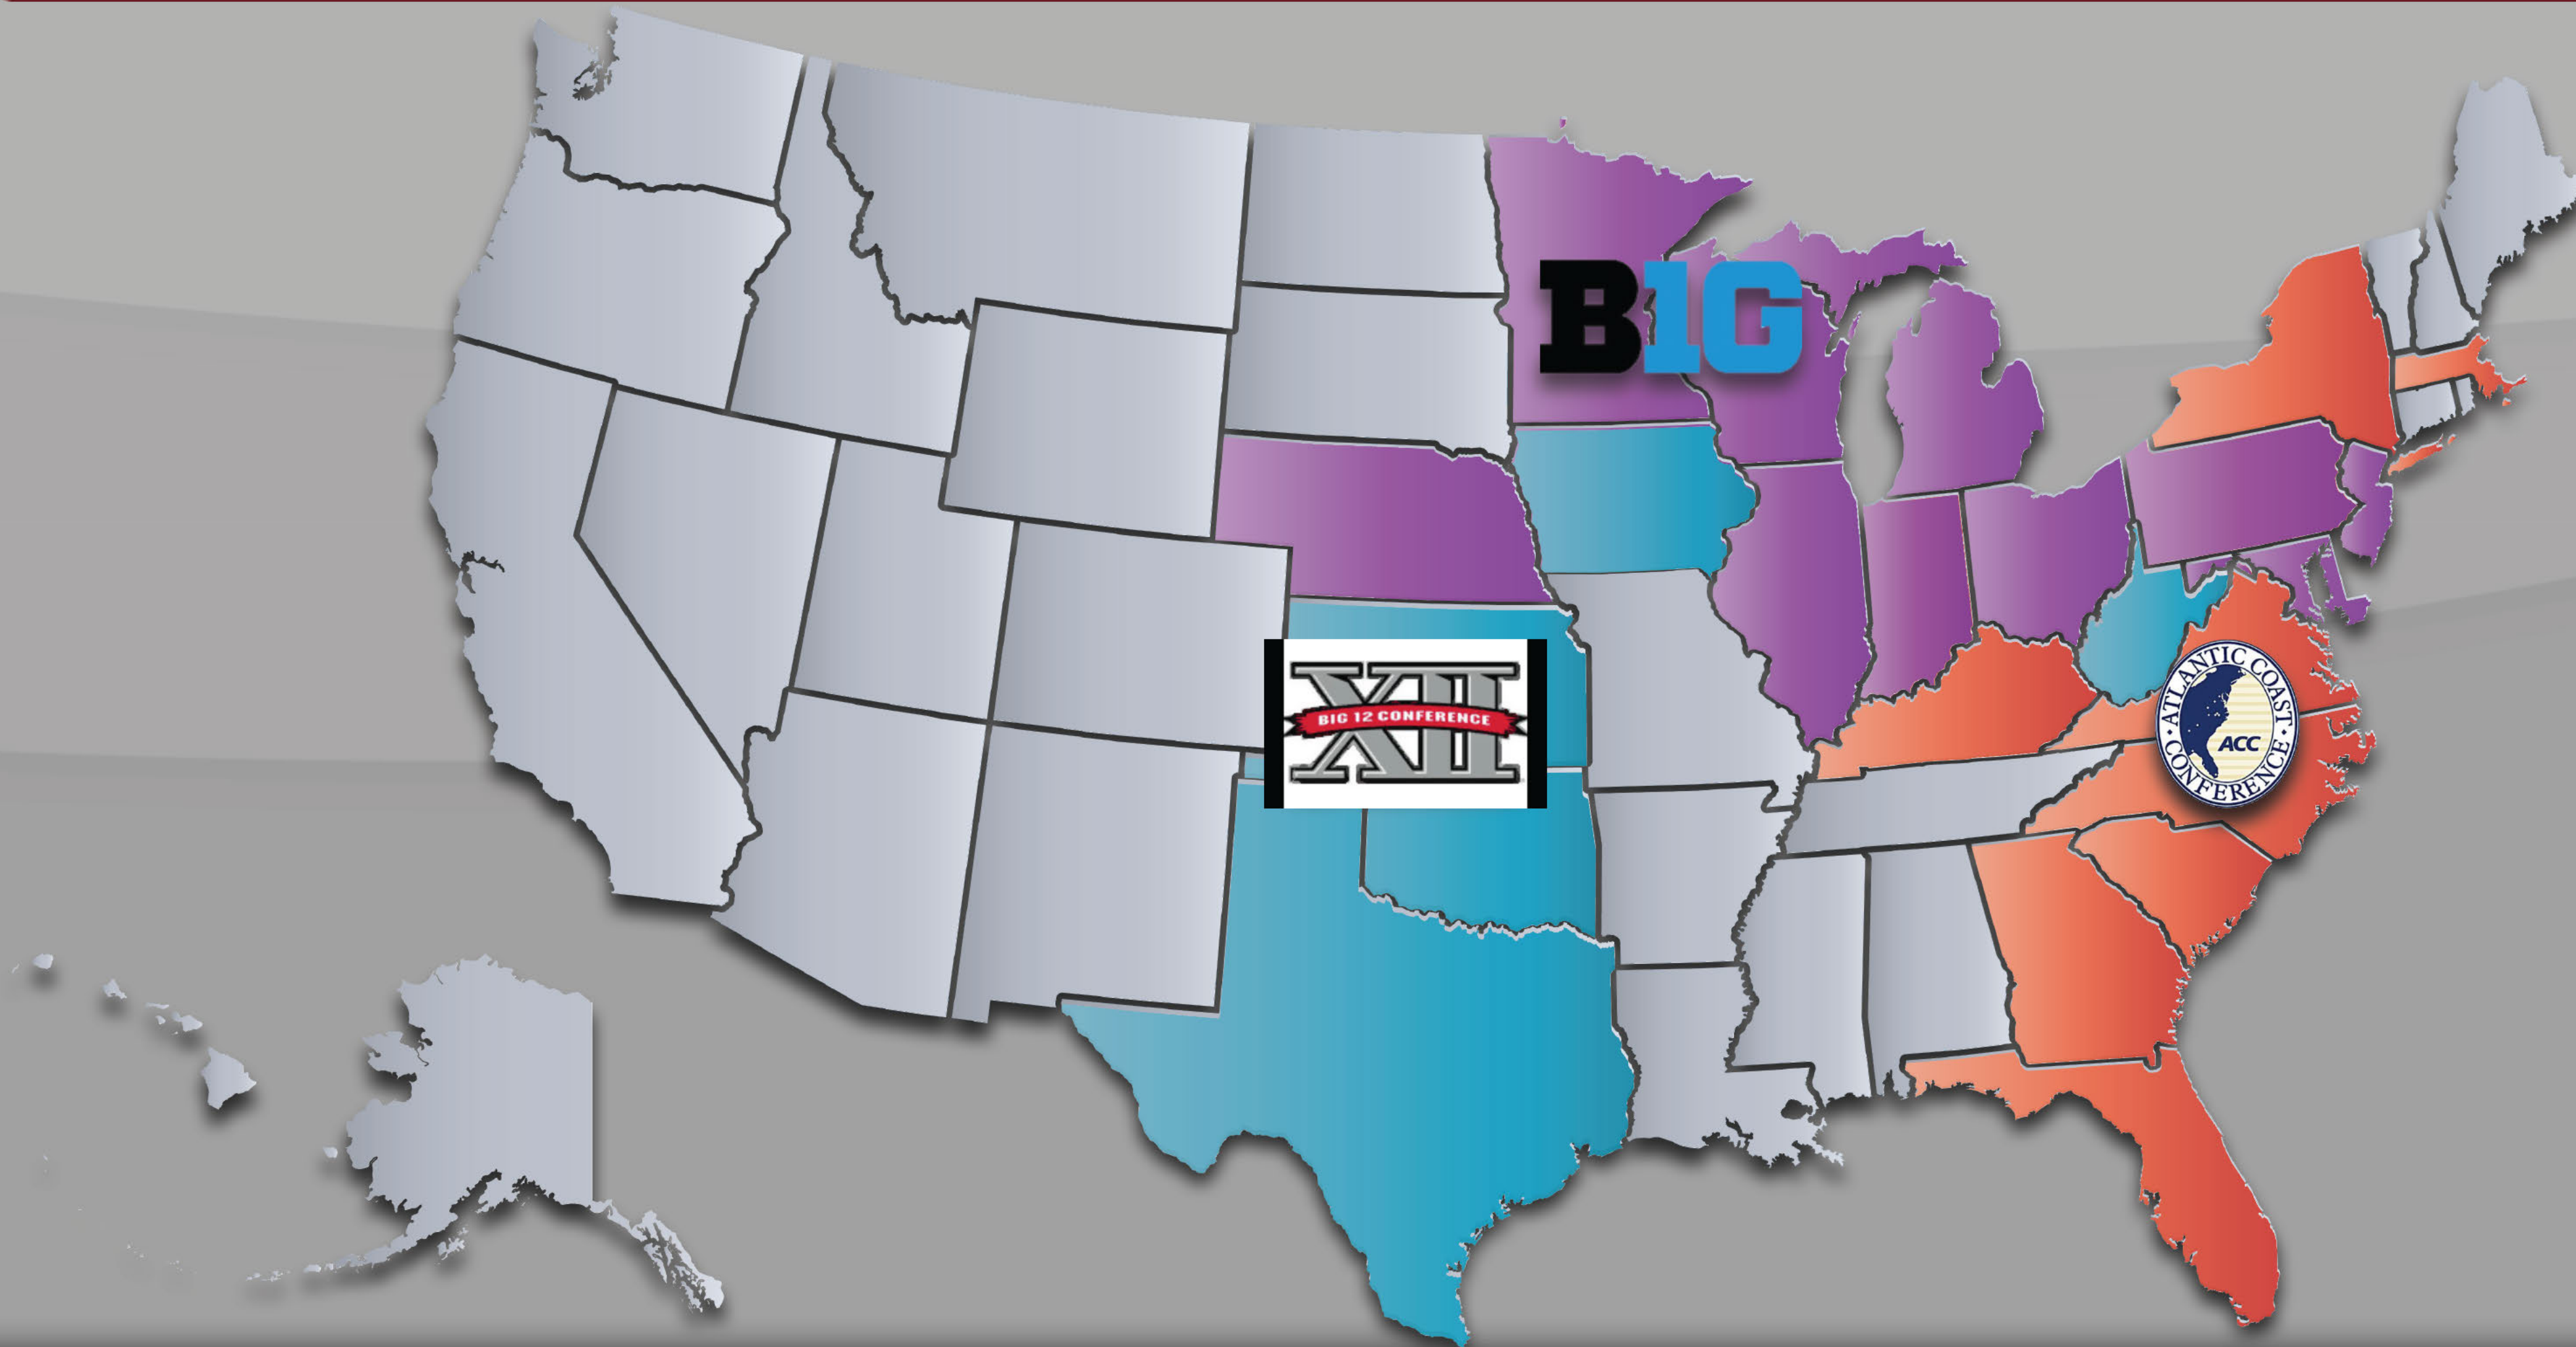 B1G
XII
BIG 12 CONFERENCE
ATLANTIC COAST
ACC
CONFERENCE